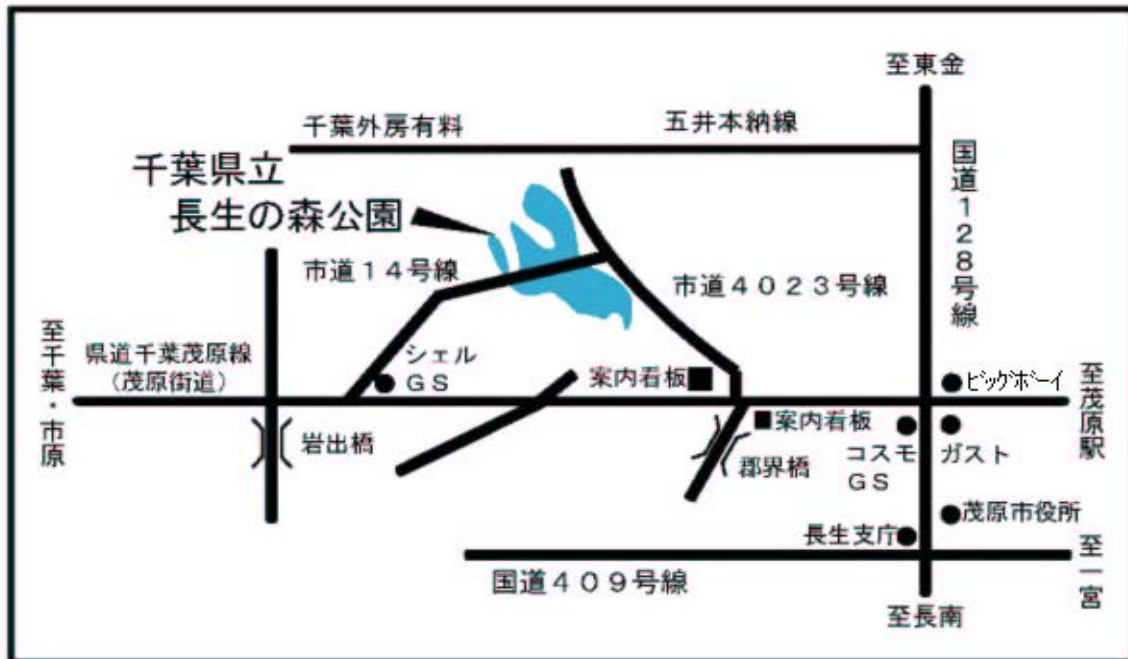 至東金
千葉外房有料
五井本納線
国道128号線
千葉県立
長生の森公園
市道14号線
市道4023号線
至千葉・市原
県道千葉茂原線
(茂原街道)
シェル
GS
案内看板
ビッグボーイ
至茂原駅
岩出橋
案内看板
郡界橋
コスモ
GS
ガスト
茂原市役所
長生支庁
国道409号線
至一宮
至長南